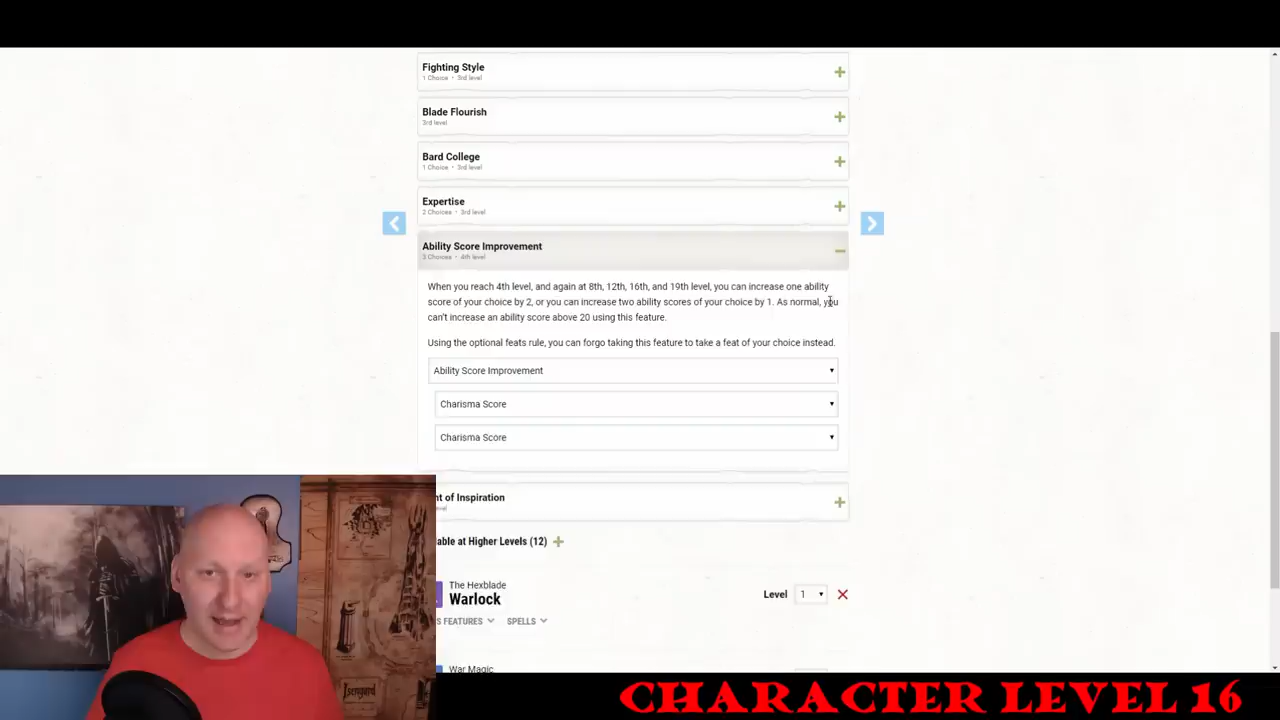 Fighting Style
1 Choice • 3rd level
Blade Flourish
3rd level
Bard College
1 Choice • 3rd level
Expertise
2 Choices • 3rd level
Ability Score Improvement
3 Choices • 4th level
When you reach 4th level, and again at 8th, 12th, 16th, and 19th level, you can increase one ability
score of your choice by 2, or you can increase two ability scores of your choice by 1. As normal, you
can't increase an ability score above 20 using this feature.
Using the optional feats rule, you can forgo taking this feature to take a feat of your choice instead.
Ability Score Improvement
Charisma Score
Charisma Score
nt of Inspiration
able at Higher Levels (12)
The Hexblade
Warlock
Level 1
S FEATURES SPELLS
War Magic
Isengard
CHARACTER LEVEL 16